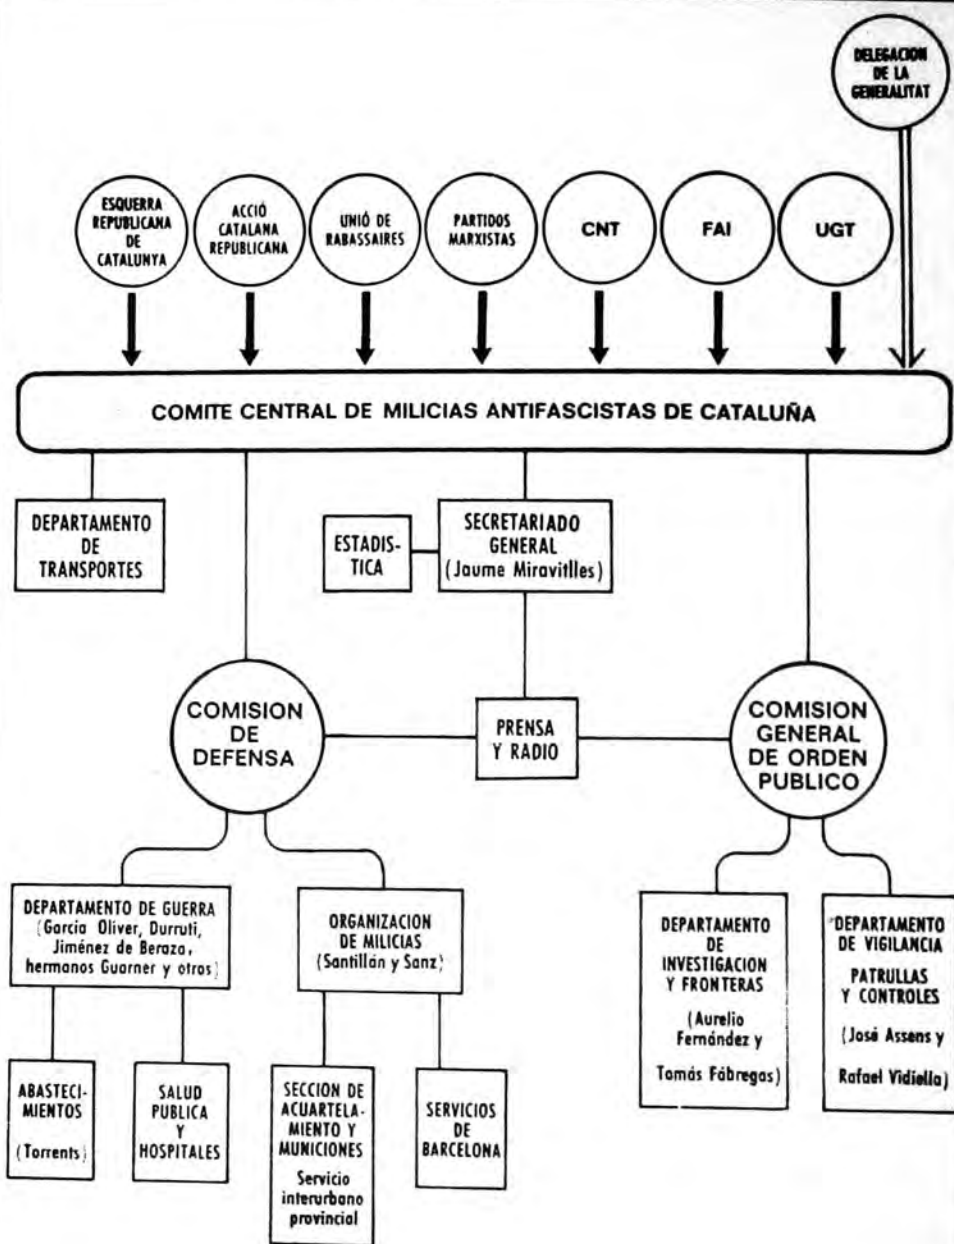 DELEGACION
DE LA
GENERALITAT
ESQUERRA
REPUBLICANA
DE
CATALUNYA
ACCIÓ
CATALANA
REPUBLICANA
UNIÓ DE
RABASSAIRES
PARTIDOS
MARXISTAS
CNT
FAI
UGT
COMITE CENTRAL DE MILICIAS ANTIFASCISTAS DE CATALUÑA
DEPARTAMENTO
DE
TRANSPORTES
ESTADIS-
TICA
SECRETARIADO
GENERAL
(Jaume Miravitlles)
COMISION
DE
DEFENSA
PRENSA
Y RADIO
COMISION
GENERAL
DE ORDEN
PUBLICO
DEPARTAMENTO DE GUERRA
(García Oliver, Durruti,
Jiménez de Beraza,
hermanos Guarner y otros)
ORGANIZACION
DE MILICIAS
(Santillán y Sanz)
DEPARTAMENTO
DE
INVESTIGACION
Y FRONTERAS
(Aurelio
Fernández y
Tomás Fábregas)
DEPARTAMENTO
DE VIGILANCIA
PATRULLAS
Y CONTROLES
(José Assens y
Rafael Vidiella)
ABASTECI-
MIENTOS
(Torrents)
SALUD
PUBLICA
Y
HOSPITALES
SECCION DE
ACUARTELA-
MIENTO Y
MUNICIONES
Servicio
interurbano
provincial
SERVICIOS
DE
BARCELONA